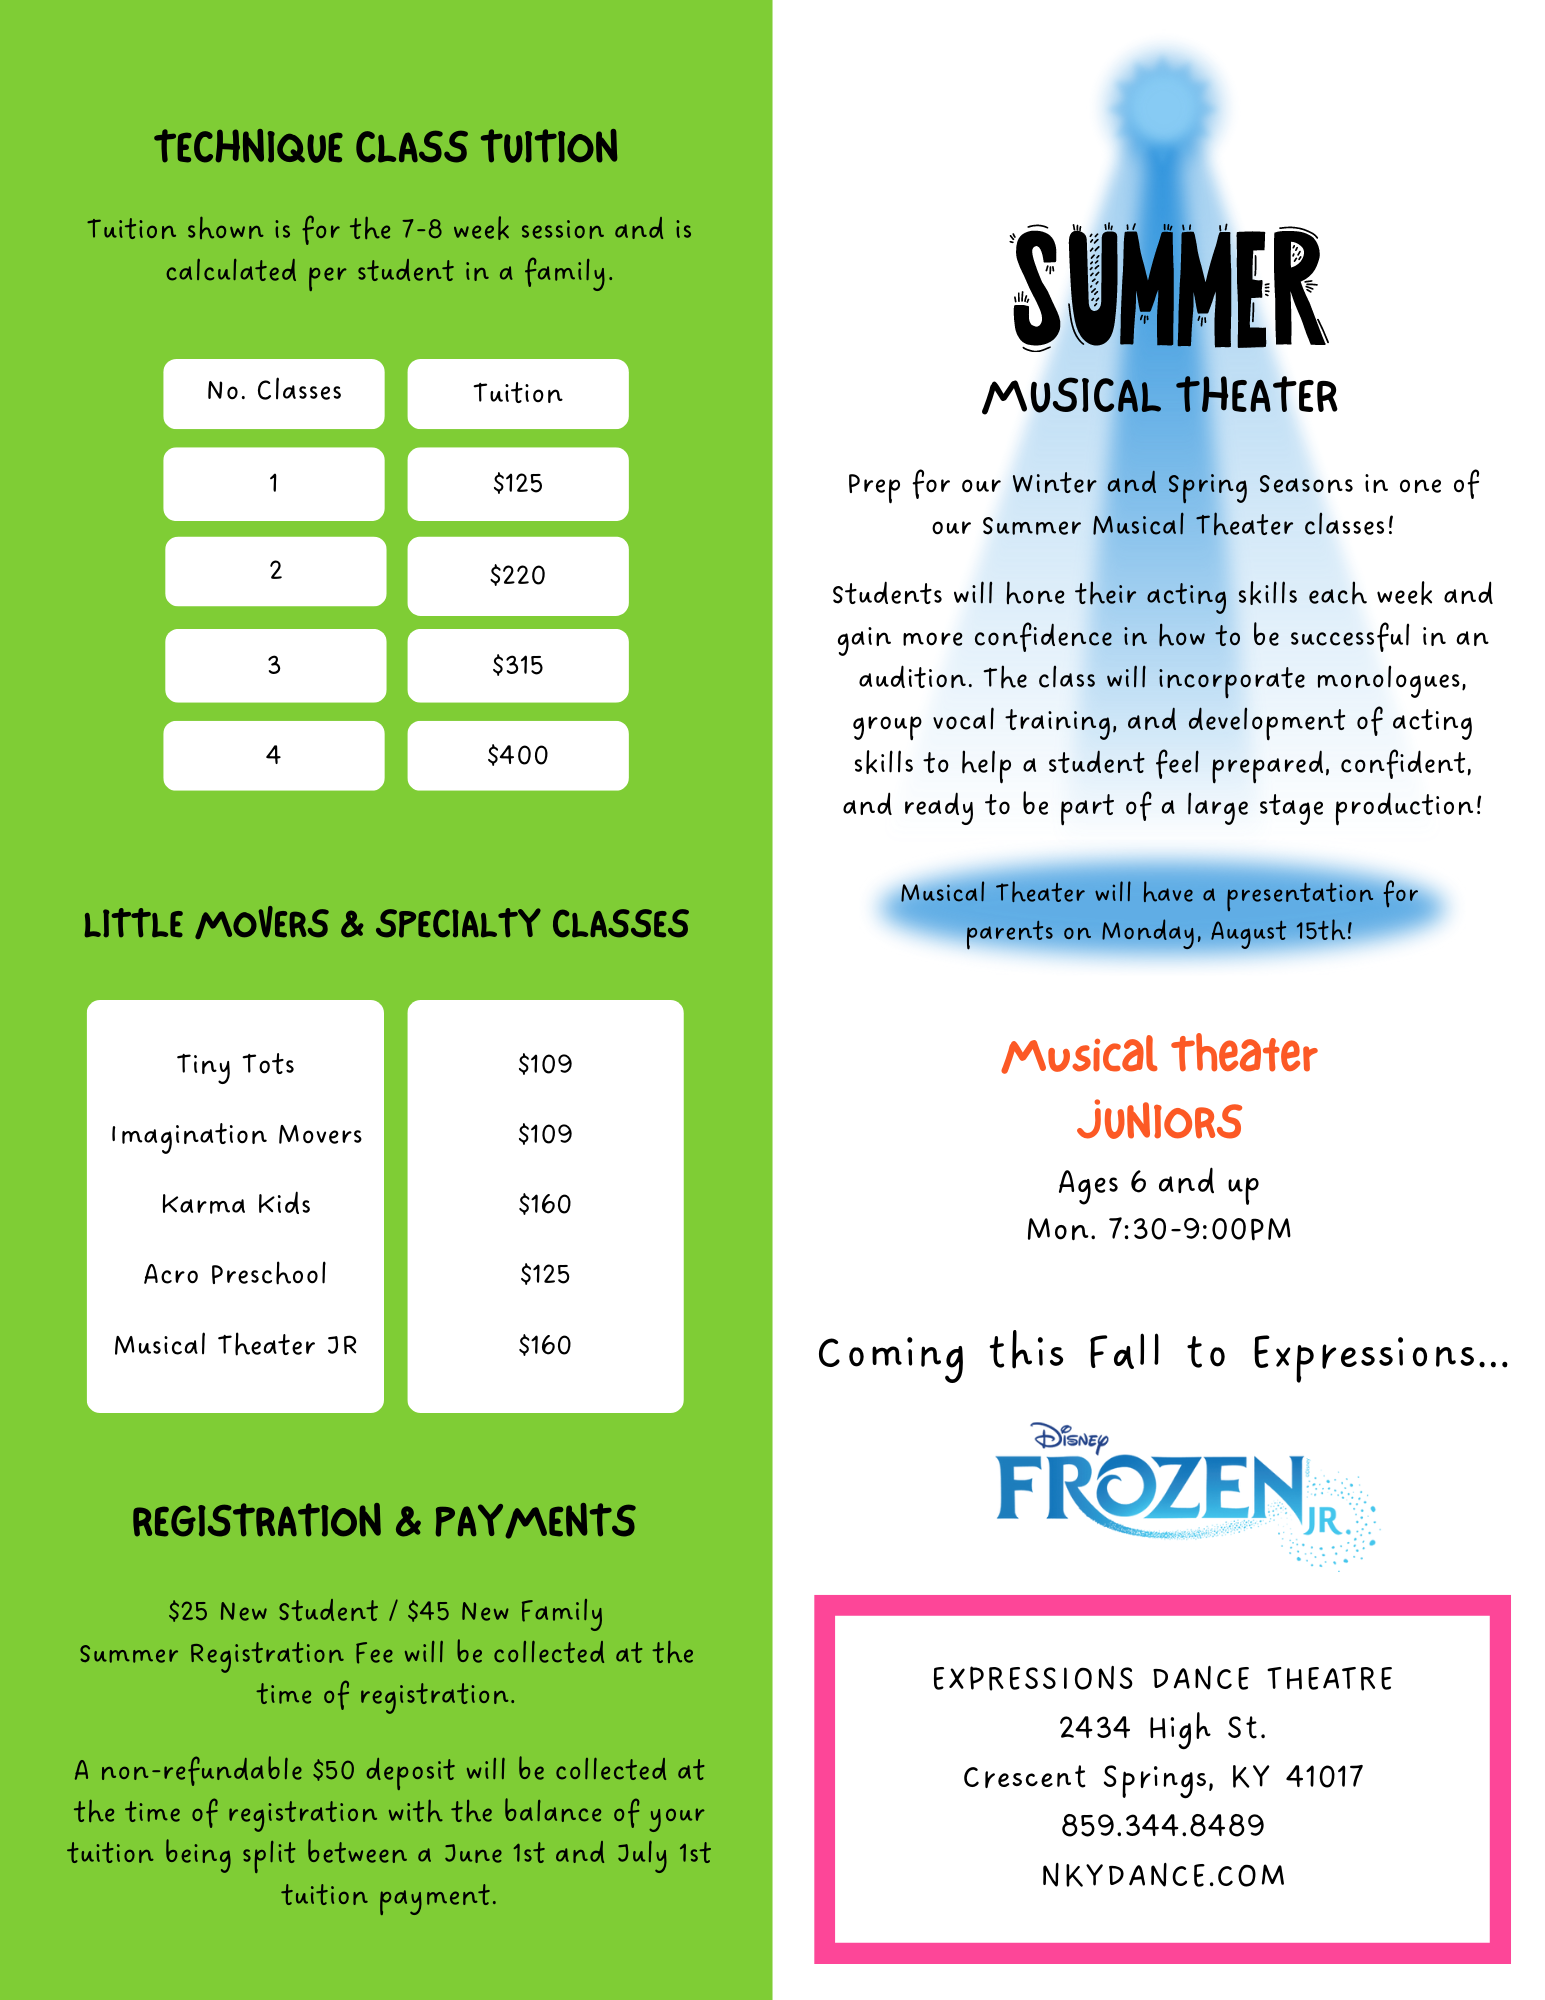 TECHNIQUE CLASS TUITION
Tuition shown is for the 7-8 week session and is
calculated per student in a family.
No. Classes Tuition
1 $125
2 $220
3 $315
4 $400
LITTLE MOVERS & SPECIALTY CLASSES
Tiny Tots $109
Imagination Movers $109
Karma Kids $160
Acro Preschool $125
Musical Theater JR $160
REGISTRATION & PAYMENTS
$25 New Student / $45 New Family
Summer Registration Fee will be collected at the
time of registration.
A non-refundable $50 deposit will be collected at
the time of registration with the balance of your
tuition being split between a June 1st and July 1st
tuition payment.
SUMMER
MUSICAL THEATER
Prep for our Winter and Spring Seasons in one of
our Summer Musical Theater classes!
Students will hone their acting skills each week and
gain more confidence in how to be successful in an
audition. The class will incorporate monologues,
group vocal training, and development of acting
skills to help a student feel prepared, confident,
and ready to be part of a large stage production!
Musical Theater will have a presentation for
parents on Monday, August 15th!
Musical Theater
JUNIORS
Ages 6 and up
Mon. 7:30-9:00PM
Coming this Fall to Expressions...
Disney
FROZEN
JR.
EXPRESSIONS DANCE THEATRE
2434 High St.
Crescent Springs, KY 41017
859.344.8489
NKYDANCE.COM